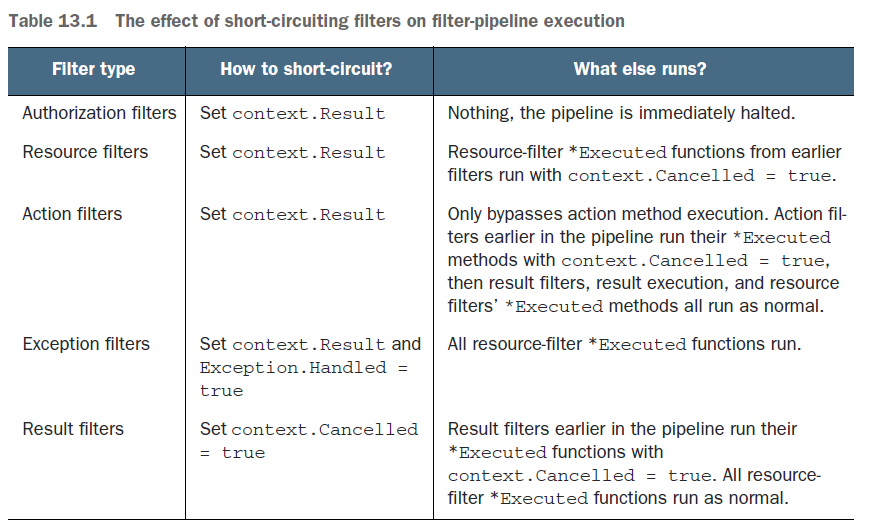 Table 13.1 The effect of short-circuiting filters on filter-pipeline execution
Filter type
How to short-circuit?
What else runs?
Authorization filters
Set context.Result
Nothing, the pipeline is immediately halted.
Resource filters
Set context.Result
Resource-filter *Executed functions from earlier
filters run with context.Cancelled = true.
Action filters
Set context.Result
Only bypasses action method execution. Action fil-
ters earlier in the pipeline run their *Executed
methods with context.Cancelled = true,
then result filters, result execution, and resource
filters’ *Executed methods all run as normal.
Exception filters
Set context.Result and
Exception.Handled =
true
All resource-filter *Executed functions run.
Result filters
Set context.Cancelled
= true
Result filters earlier in the pipeline run their
*Executed functions with
context.Cancelled = true. All resource-
filter *Executed functions run as normal.